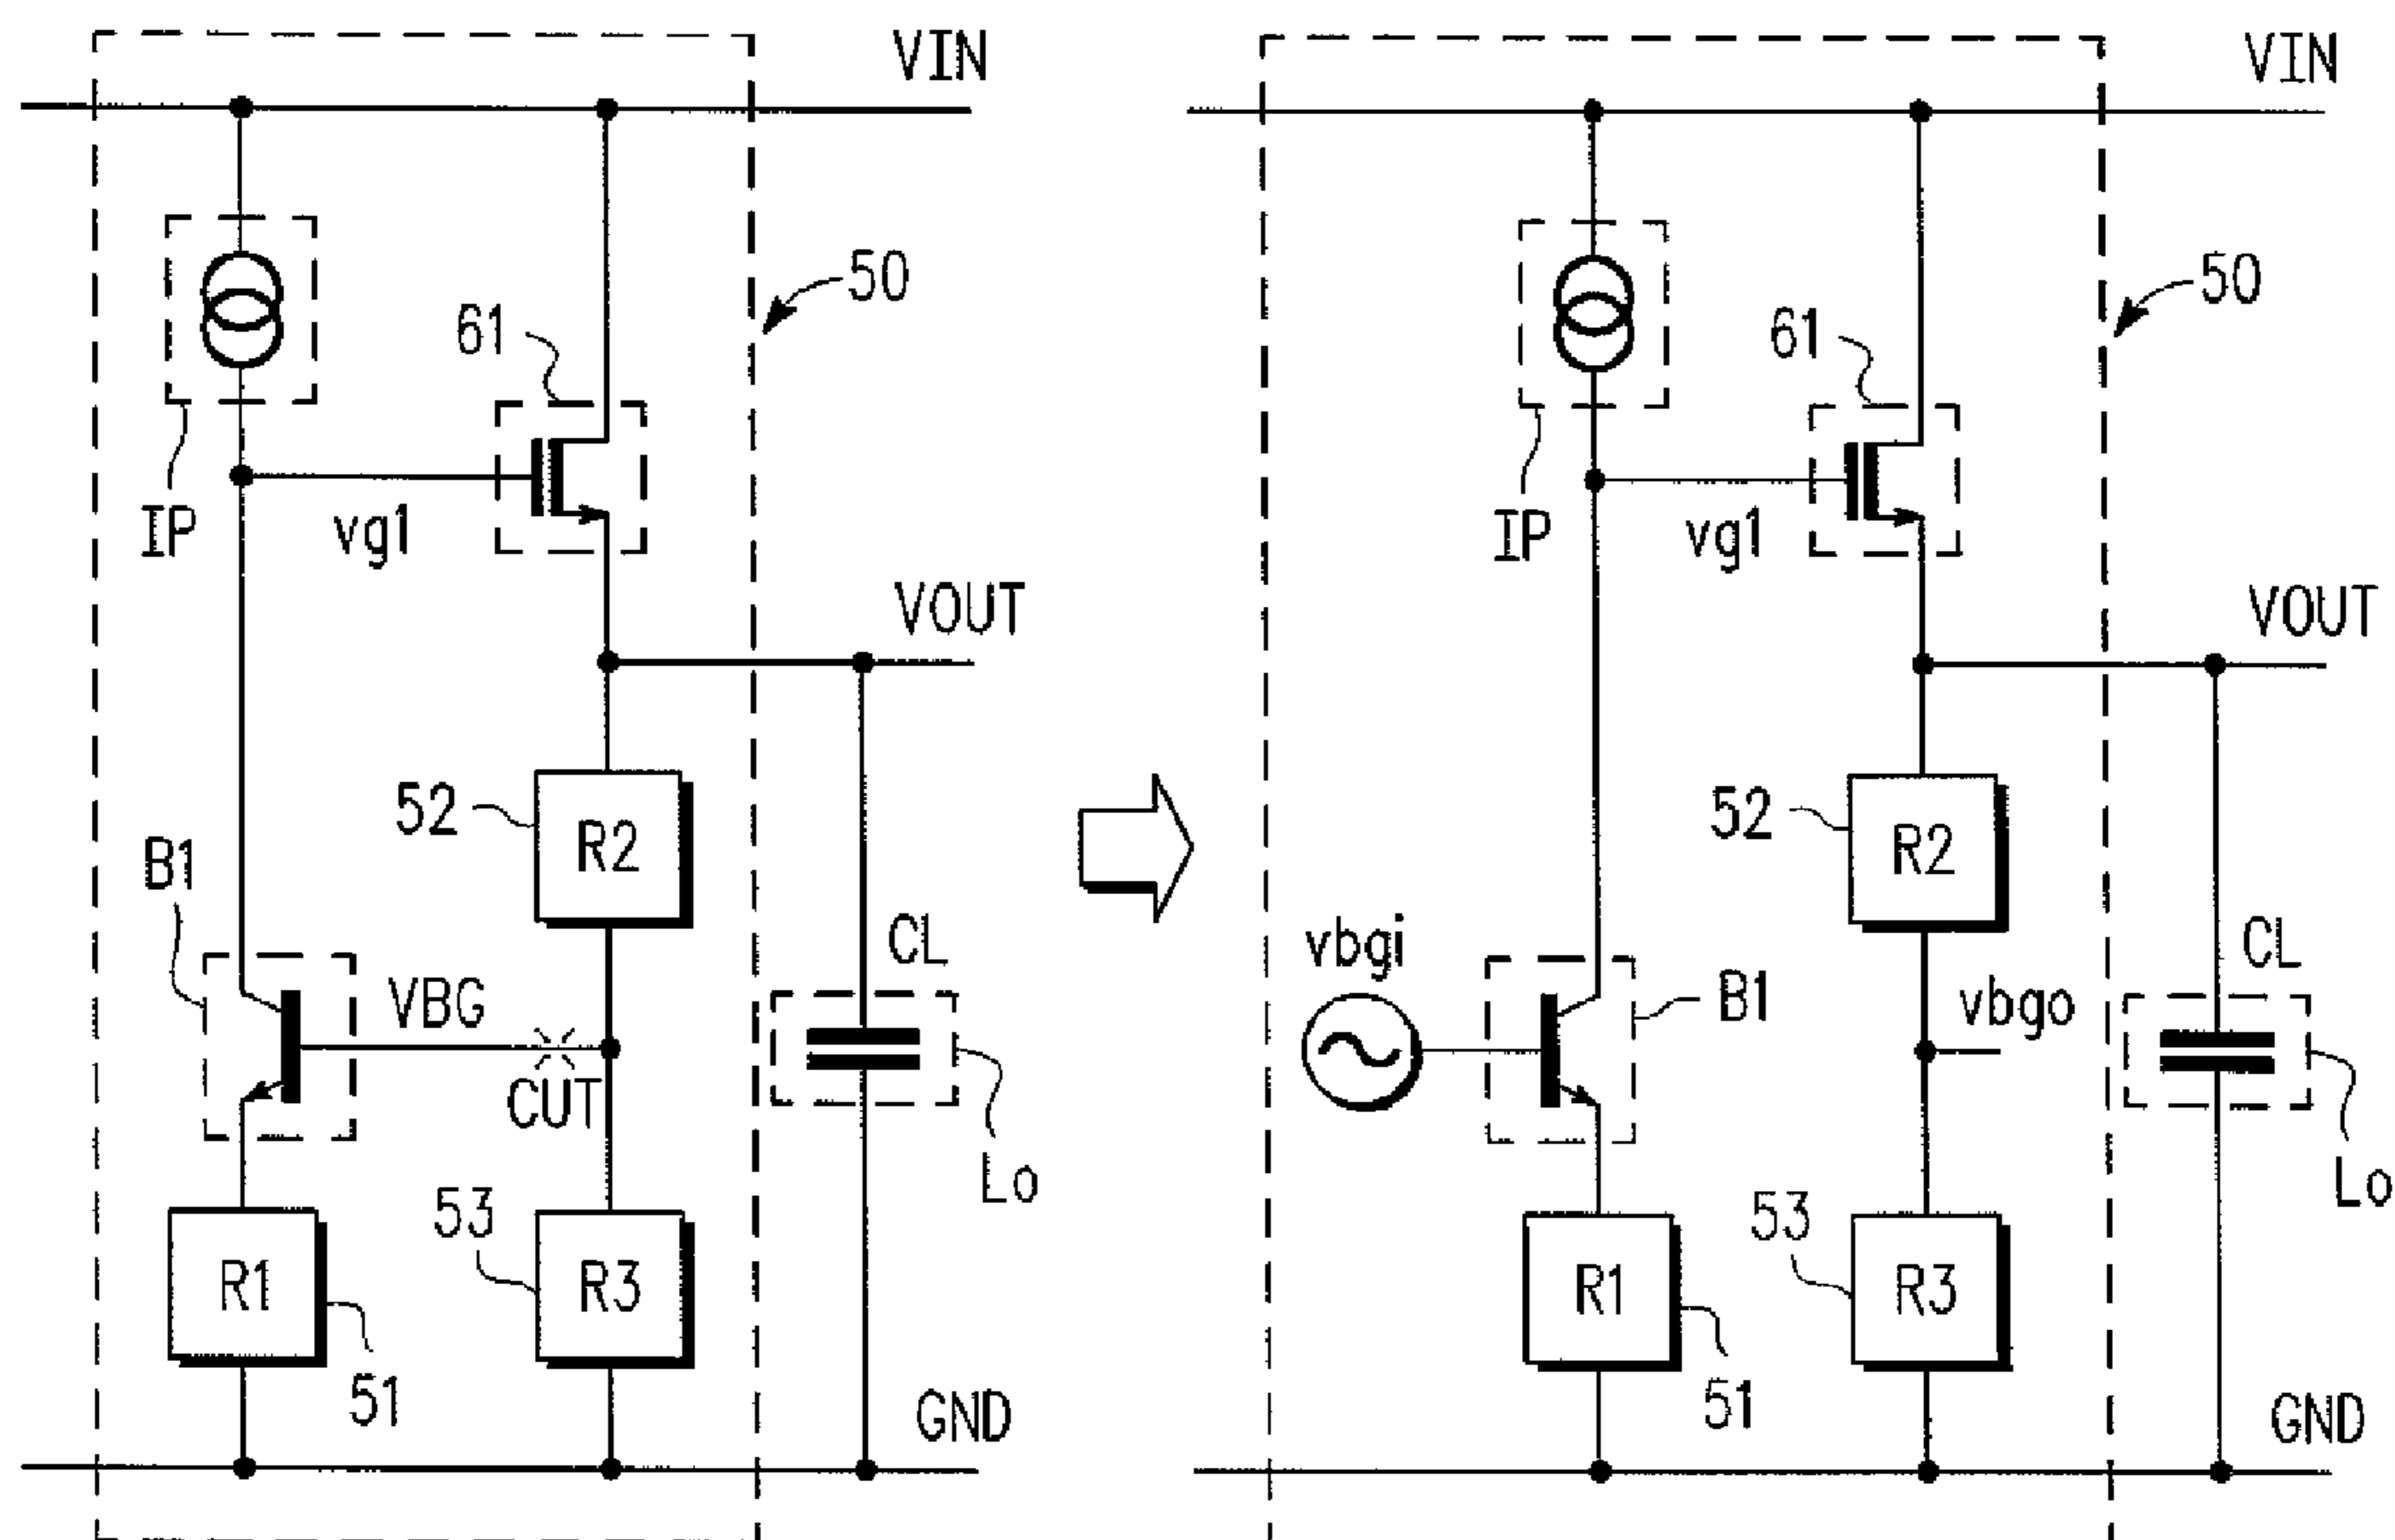 VIN
50
61
IP
vg1
VOUT
52
R2
B1
VBG
CUT
CL
Lo
53
R1
R3
51
GND
VIN
50
61
IP
vg1
VOUT
52
R2
vbgi
B1
vbgo
CL
Lo
53
R1
R3
51
GND